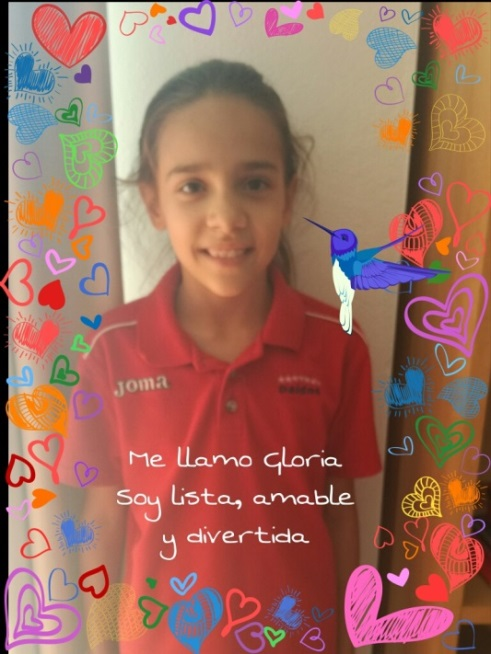 Joma
Me llamo Gloria
Soy lista, amable
y divertida